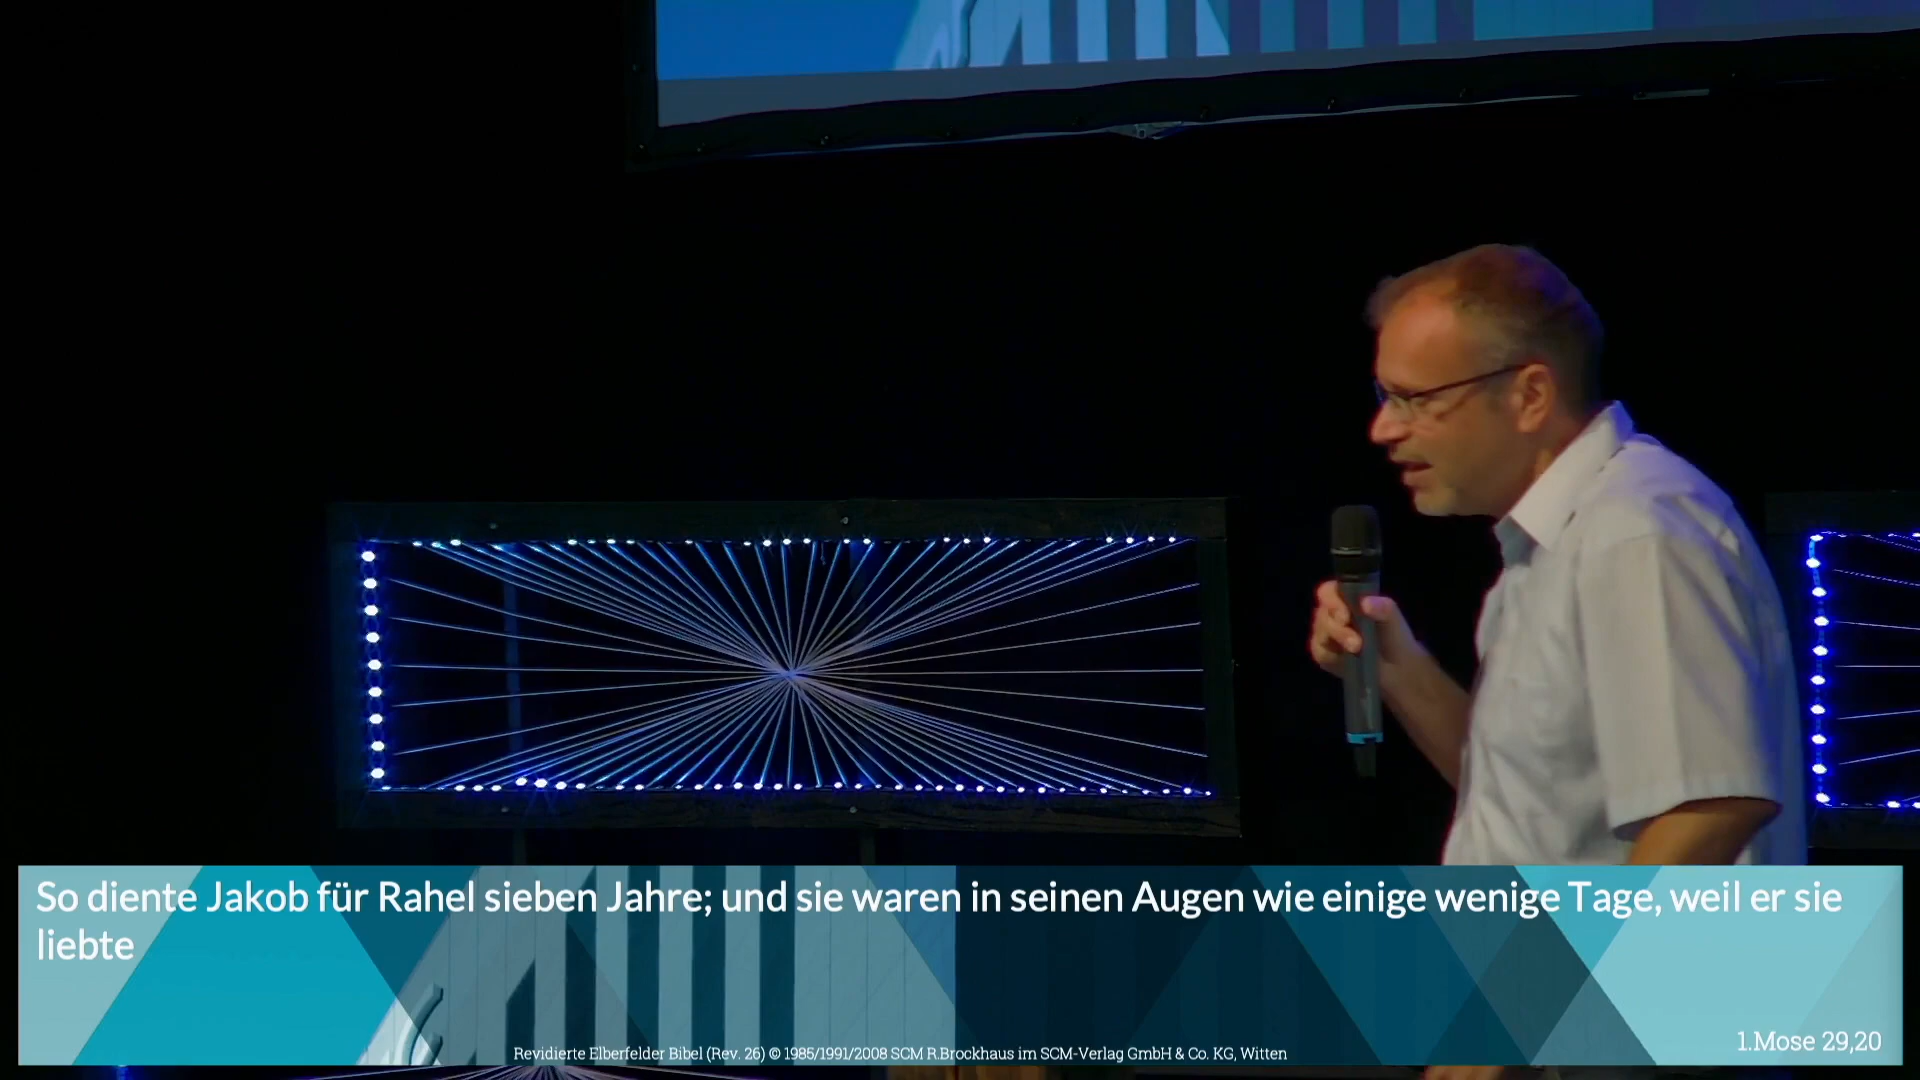 So diente Jakob für Rahel sieben Jahre; und sie waren in seinen Augen wie einige wenige Tage, weil er sie
liebte
Revidierte Elberfelder Bibel (Rev. 26) © 1985/1991/2008 SCM R.Brockhaus im SCM-Verlag GmbH & Co. KG, Witten
1.Mose 29,20